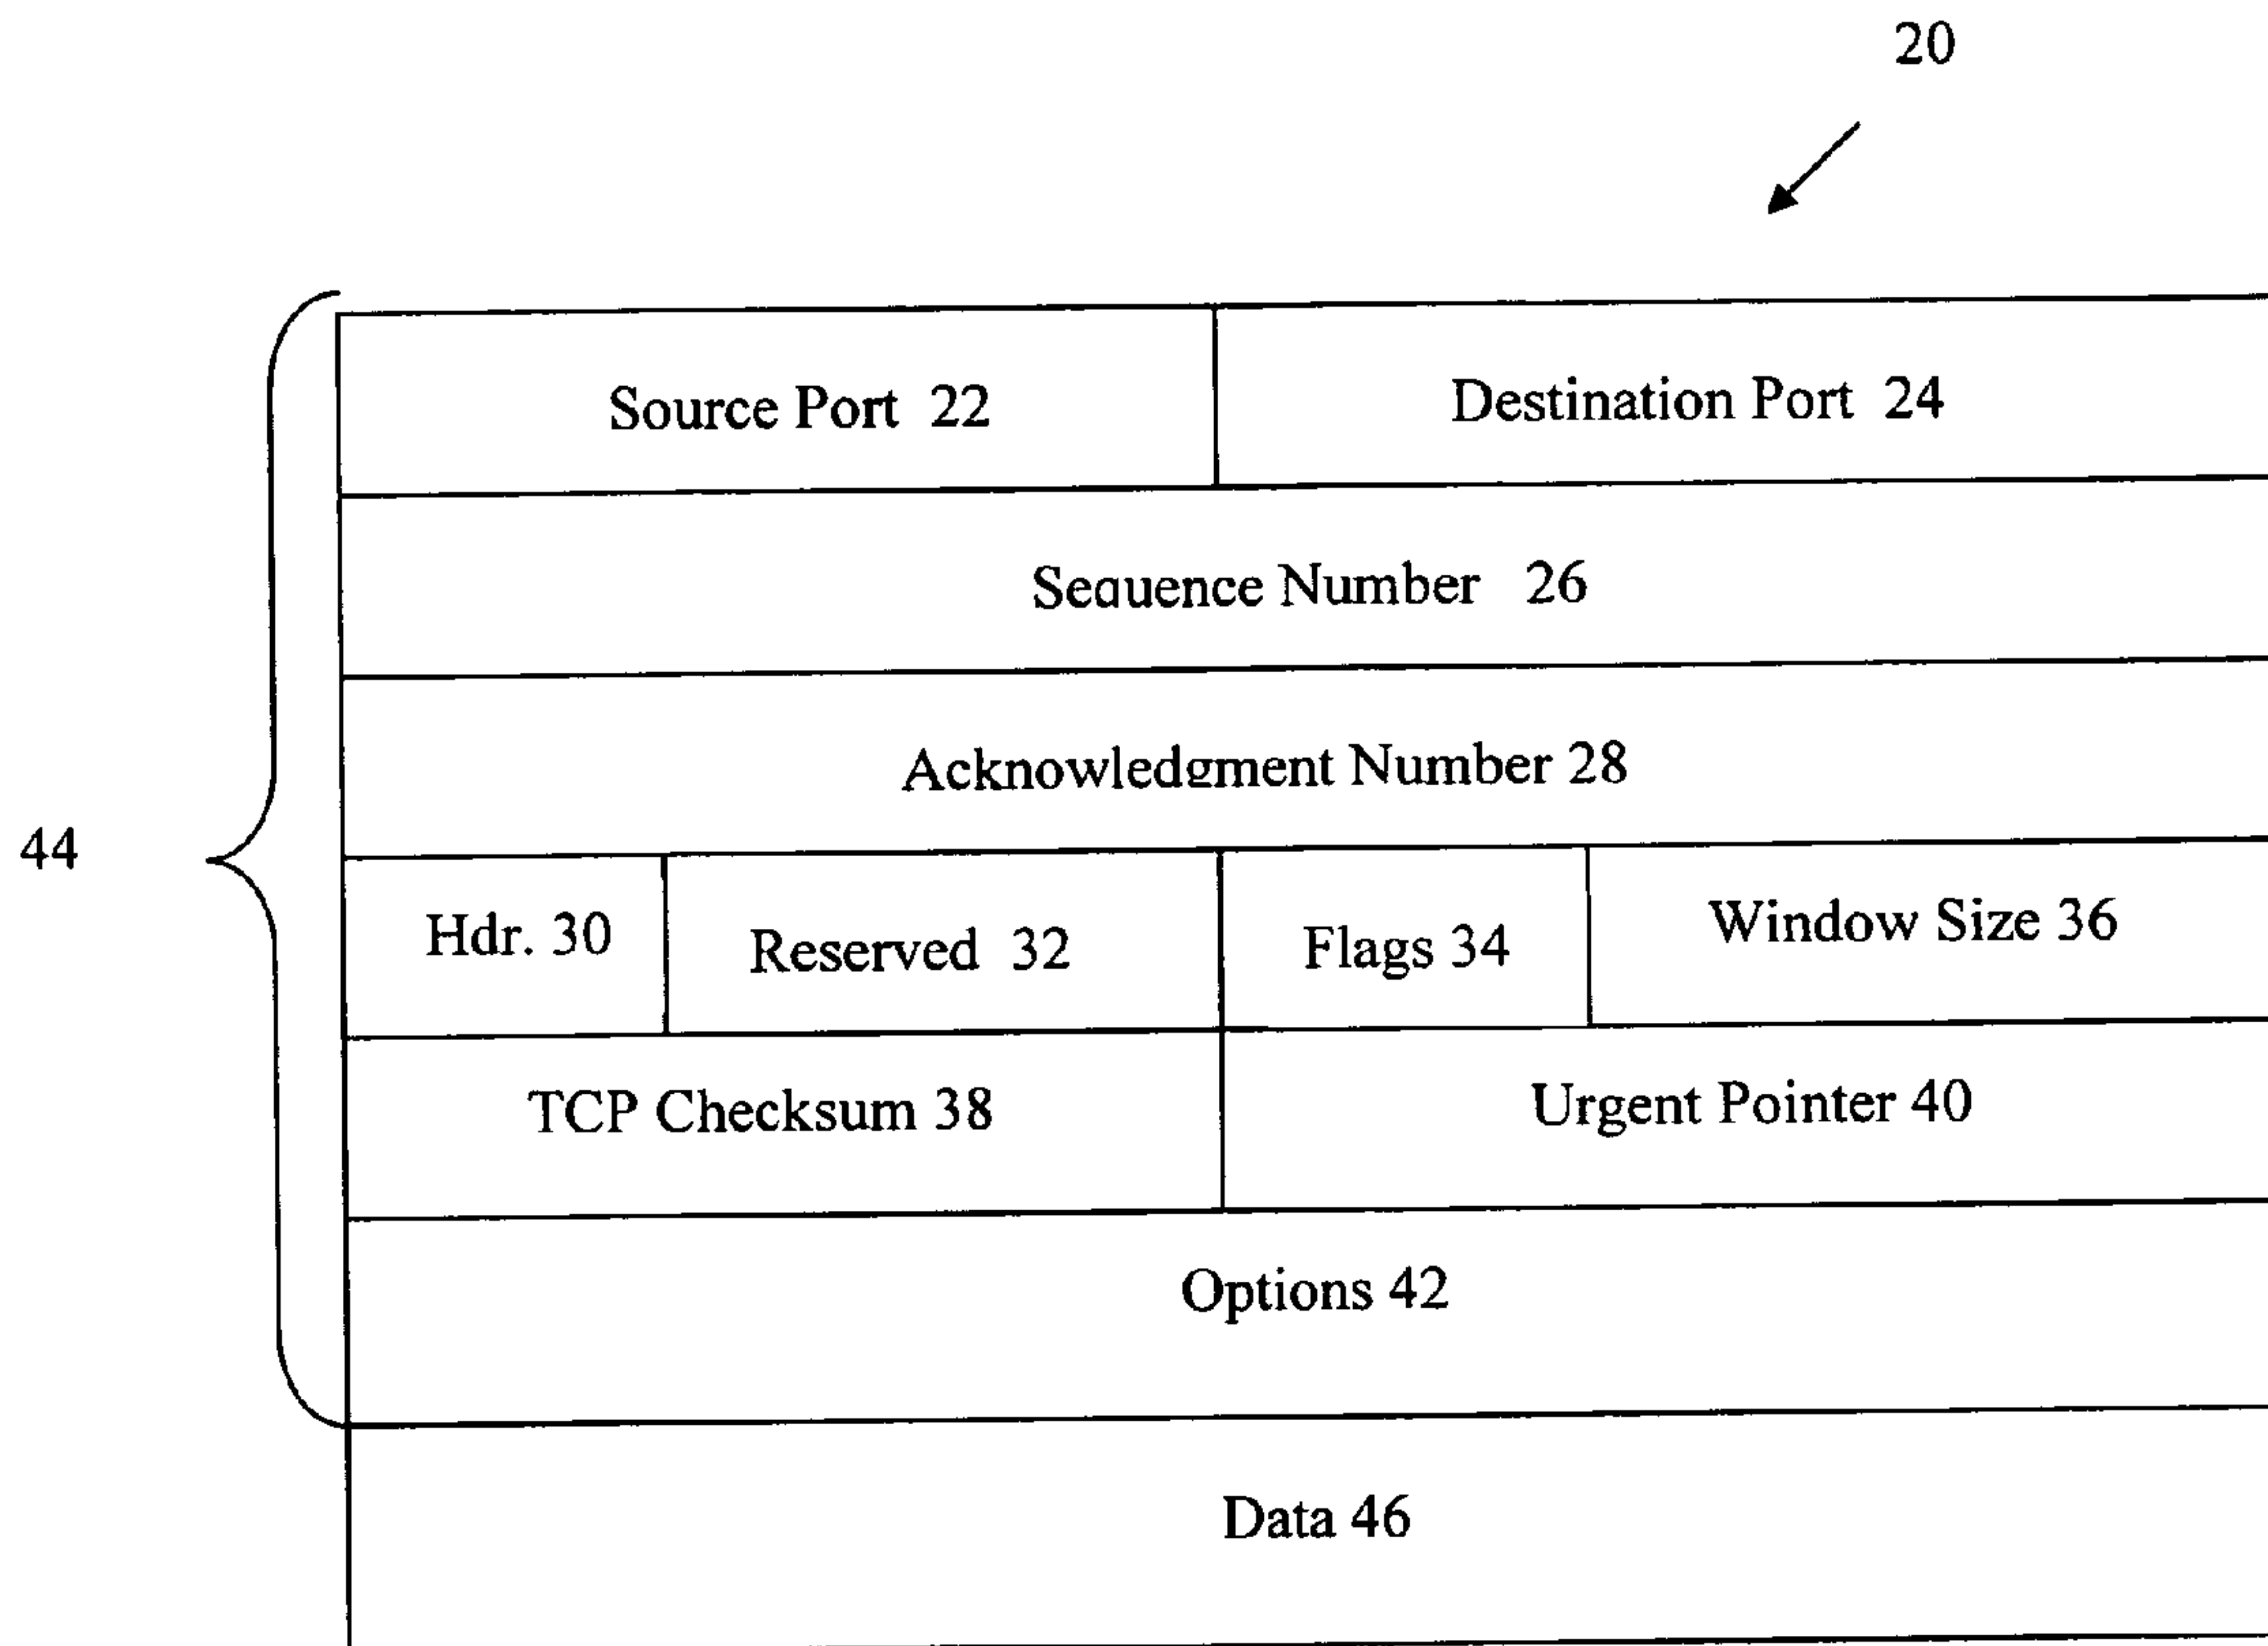 20
Source Port 22
Destination Port 24
Sequence Number 26
Acknowledgment Number 28
44
Hdr. 30
Reserved 32
Flags 34
Window Size 36
TCP Checksum 38
Urgent Pointer 40
Options 42
Data 46